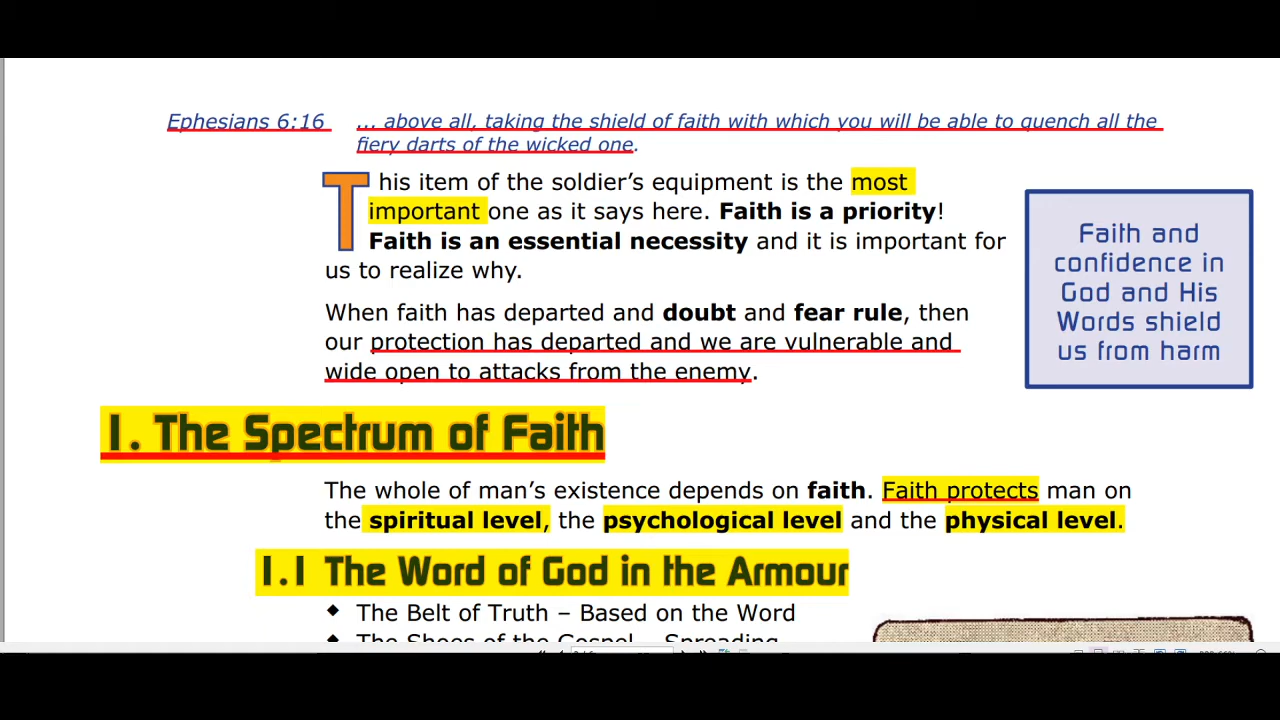 Ephesians 6:16 ... above all, taking the shield of faith with which you will be able to quench all the
fiery darts of the wicked one.
This item of the soldier's equipment is the most
important one as it says here. Faith is a priority!
Faith is an essential necessity and it is important for
us to realize why.
When faith has departed and doubt and fear rule, then
our protection has departed and we are vulnerable and
wide open to attacks from the enemy.
Faith and
confidence in
God and His
Words shield
us from harm
1. The Spectrum of Faith
The whole of man's existence depends on faith. Faith protects man on
the spiritual level, the psychological level and the physical level.
1.1 The Word of God in the Armour
◆ The Belt of Truth – Based on the Word
◆ The Shoes of the Gospel – Spreading